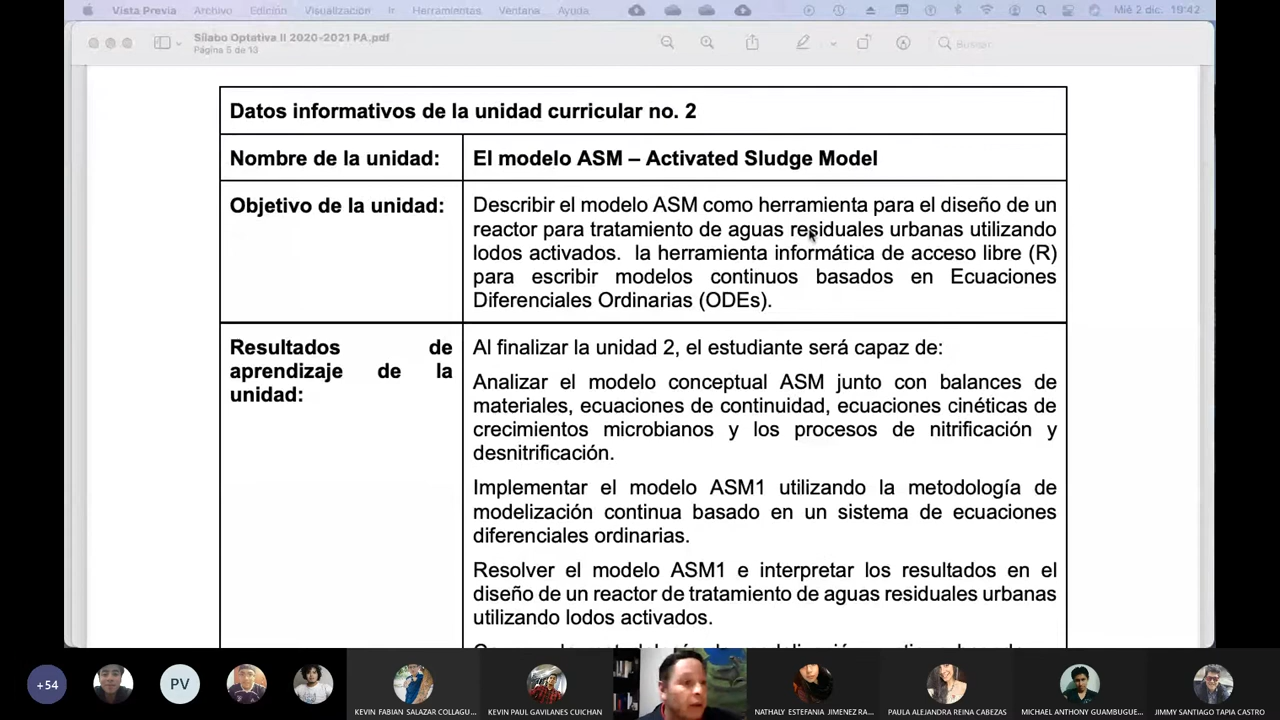 Vista Previa Archivo Edición Visualización Ir Herramientas Ventana Ayuda Mié 2 dic. 19:42
Sílabo Optativa II 2020-2021 PA.pdf
Página 5 de 13
Buscar
Datos informativos de la unidad curricular no. 2
Nombre de la unidad: El modelo ASM – Activated Sludge Model
Objetivo de la unidad: Describir el modelo ASM como herramienta para el diseño de un
reactor para tratamiento de aguas residuales urbanas utilizando
lodos activados. la herramienta informática de acceso libre (R)
para escribir modelos continuos basados en Ecuaciones
Diferenciales Ordinarias (ODEs).
Resultados de aprendizaje de la unidad: Al finalizar la unidad 2, el estudiante será capaz de:
Analizar el modelo conceptual ASM junto con balances de
materiales, ecuaciones de continuidad, ecuaciones cinéticas de
crecimientos microbianos y los procesos de nitrificación y
desnitrificación.
Implementar el modelo ASM1 utilizando la metodología de
modelización continua basado en un sistema de ecuaciones
diferenciales ordinarias.
Resolver el modelo ASM1 e interpretar los resultados en el
diseño de un reactor de tratamiento de aguas residuales urbanas
utilizando lodos activados.
+54
PV
KEVIN FABIAN SALAZAR COLLAGU...
KEVIN PAUL GAVILANES CUICHAN
NATHALY ESTEFANIA JIMENEZ RA...
PAULA ALEJANDRA REINA CABEZAS
MICHAEL ANTHONY GUAMBUGUE...
JIMMY SANTIAGO TAPIA CASTRO